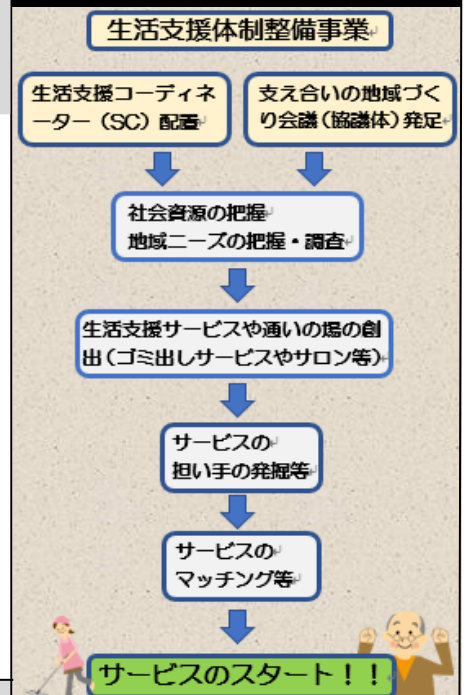 生活支援体制整備事業
生活支援コーディネ
ーター（SC）配置
支え合いの地域づく
り会議（協議体）発足
社会資源の把握
地域ニーズの把握・調査
生活支援サービスや通いの場の創
出（ゴミ出しサービスやサロン等）
サービスの
担い手の発掘等
サービスの
マッチング等
サービスのスタート！！